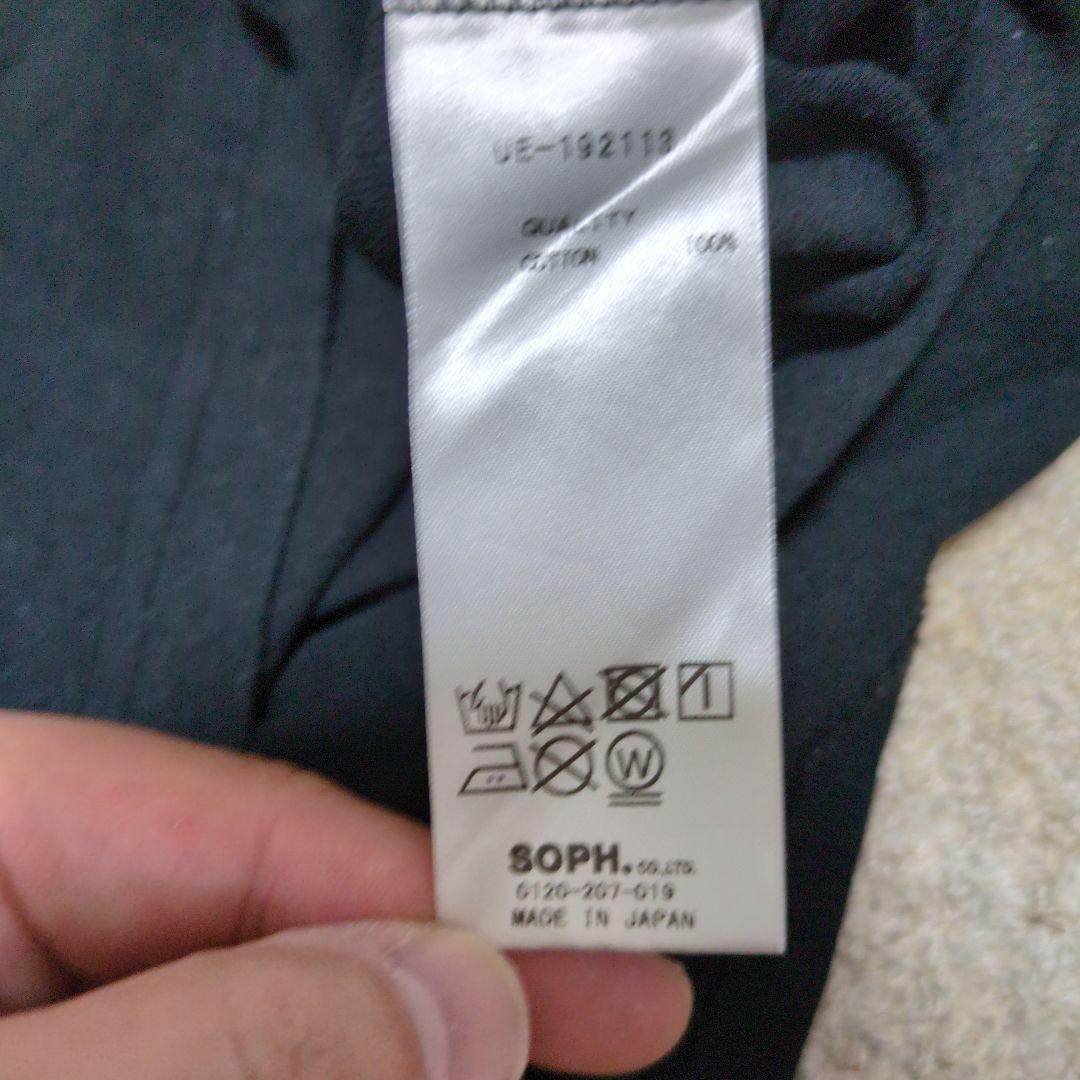 UE-192113
QUALITY
COTTON 100%
W
SOPH.CO.,LTD.
0120-207-019
MADE IN JAPAN